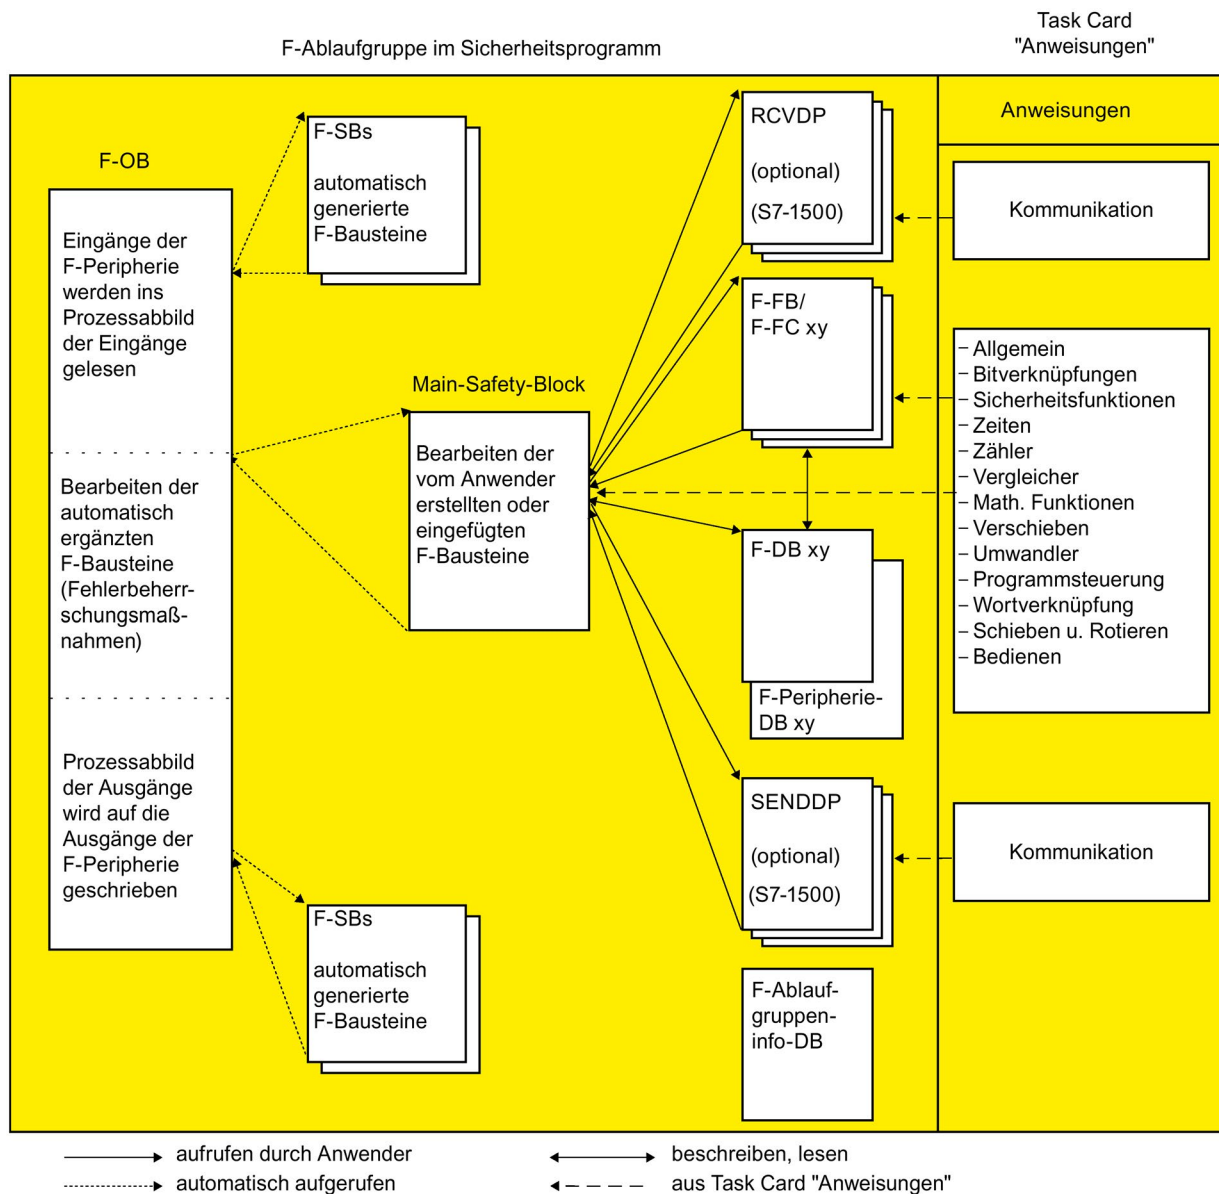 F-Ablaufgruppe im Sicherheitsprogramm
Task Card
"Anweisungen"
F-OB
Eingänge der
F-Peripherie
werden ins
Prozessabbild
der Eingänge
gelesen
Bearbeiten der
automatisch
ergänzten
F-Bausteine
(Fehlerbeherr-
schungsmaß-
nahmen)
Prozessabbild
der Ausgänge
wird auf die
Ausgänge der
F-Peripherie
geschrieben
F-SBs
automatisch
generierte
F-Bausteine
Main-Safety-Block
Bearbeiten der
vom Anwender
erstellten oder
eingefügten
F-Bausteine
F-SBs
automatisch
generierte
F-Bausteine
RCVDP
(optional)
(S7-1500)
F-FB/
F-FC xy
F-DB xy
F-Peripherie-
DB xy
SENDDP
(optional)
(S7-1500)
F-Ablauf-
gruppen-
info-DB
Anweisungen
Kommunikation
Allgemein
Bitverknüpfungen
Sicherheitsfunktionen
Zeiten
Zähler
Vergleicher
Math. Funktionen
Verschieben
Umwandler
Programmsteuerung
Wortverknüpfung
Schieben u. Rotieren
Bedienen
Kommunikation
aufrufen durch Anwender
automatisch aufgerufen
beschreiben, lesen
aus Task Card "Anweisungen"